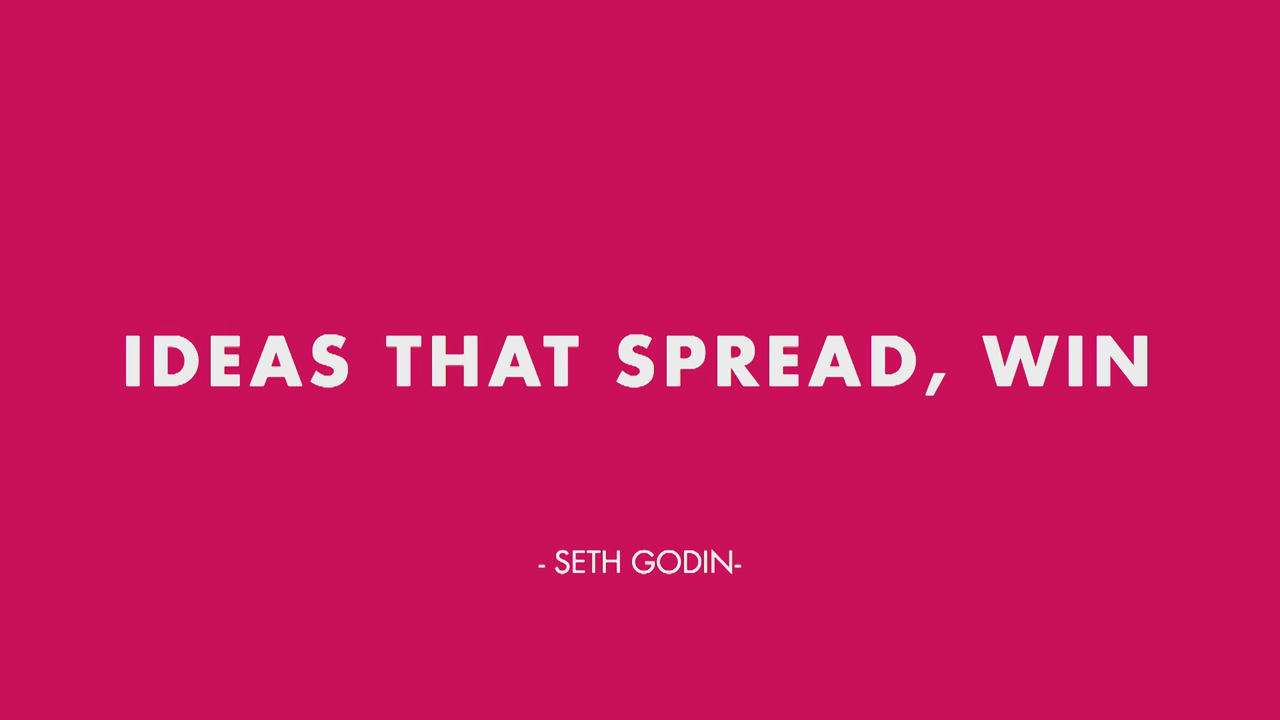 IDEAS THAT SPREAD, WIN
- SETH GODIN-